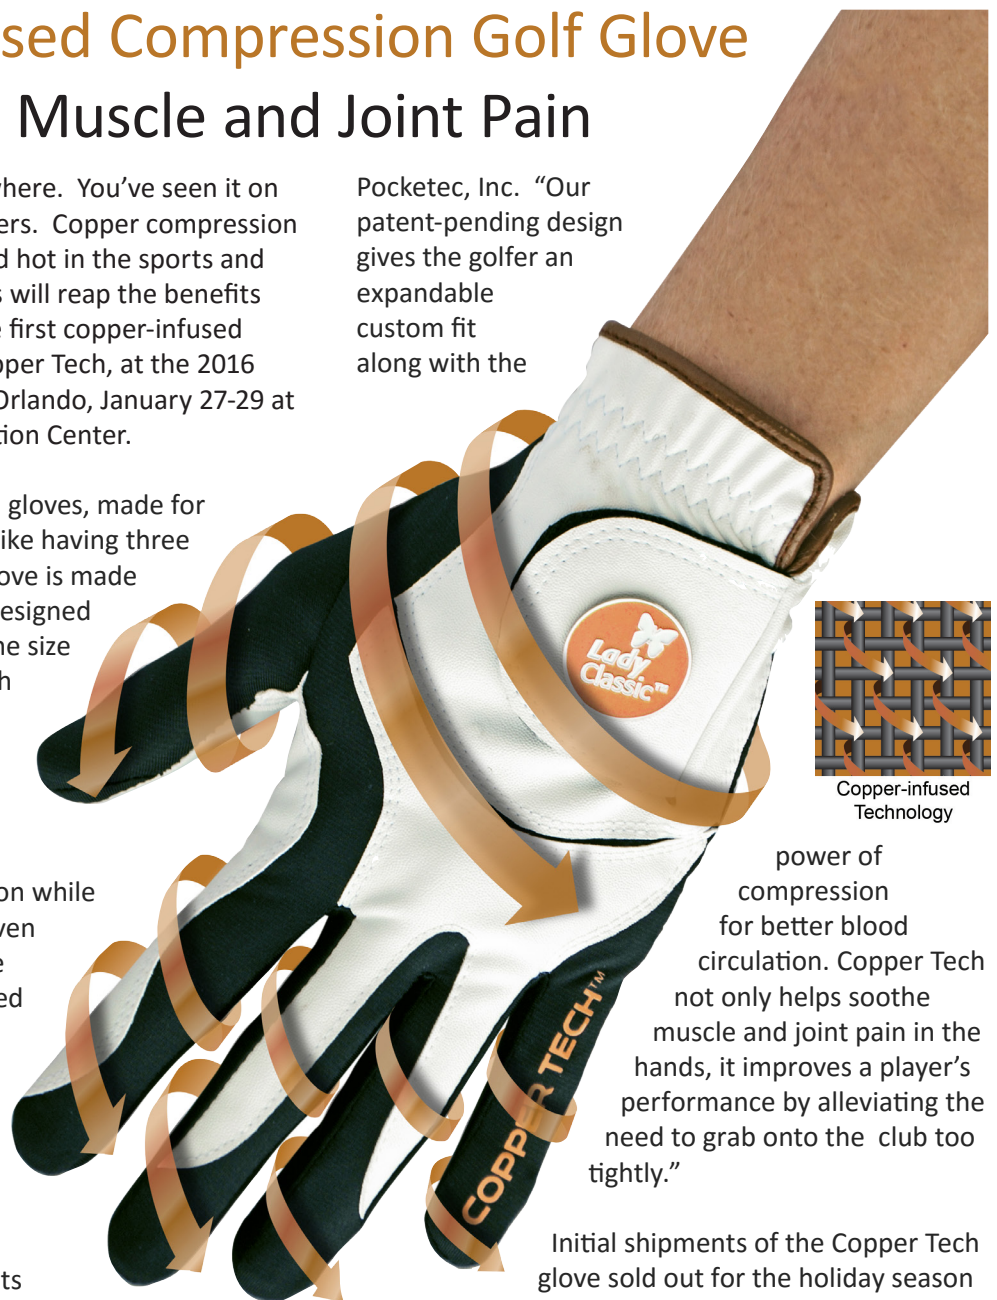 sed Compression Golf Glove
Muscle and Joint Pain
here. You've seen it on
ers. Copper compression
d hot in the sports and
s will reap the benefits
e first copper-infused
pper Tech, at the 2016
Orlando, January 27-29 at
tion Center.
gloves, made for
ike having three
ove is made
esigned
ne size
h
on while
ven
e
ed
ts
Pocketec, Inc. “Our
patent-pending design
gives the golfer an
expandable
custom fit
along with the
Lady
Classic™
COPPER TECH™
Copper-infused
Technology
power of
compression
for better blood
circulation. Copper Tech
not only helps soothe
muscle and joint pain in the
hands, it improves a player’s
performance by alleviating the
need to grab onto the club too
tightly.”
Initial shipments of the Copper Tech
glove sold out for the holiday season